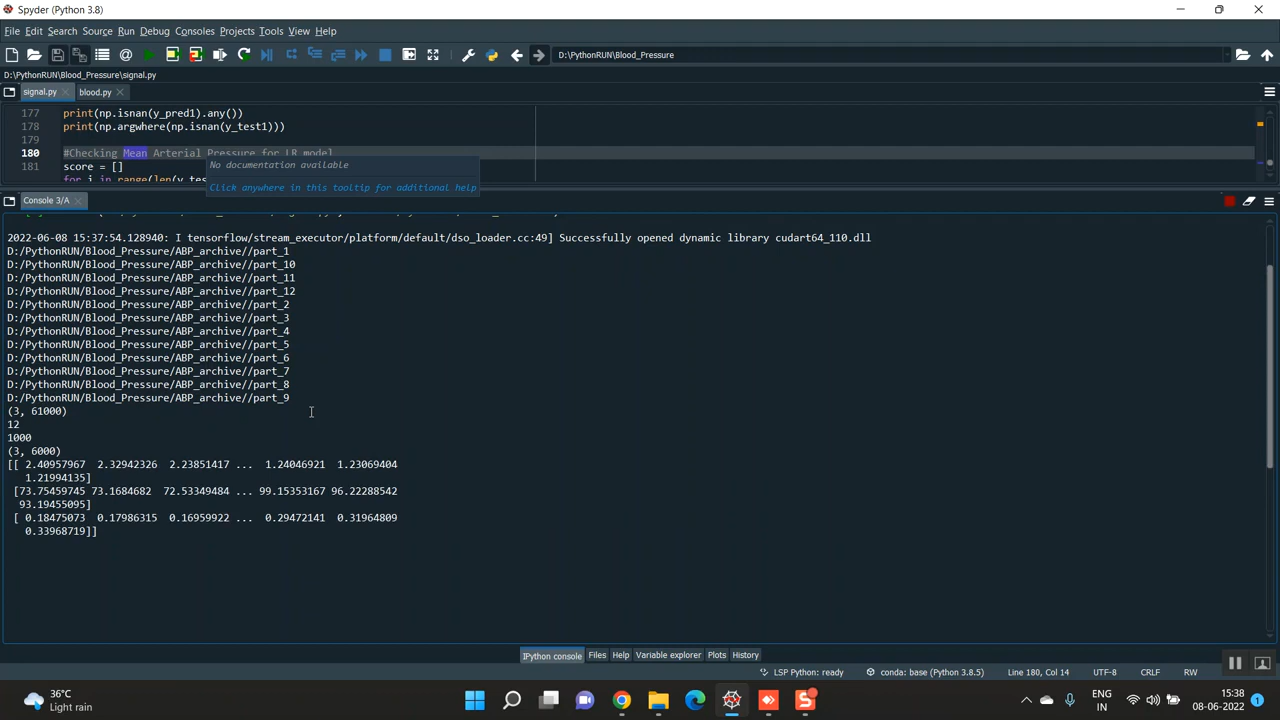 Spyder (Python 3.8)
File Edit Search Source Run Debug Consoles Projects Tools View Help
D:\PythonRUN\Blood_Pressure
D:\PythonRUN\Blood_Pressure\signal.py
signal.py blood.py
177 print(np.isnan(y_pred1).any())
178 print(np.argwhere(np.isnan(y_test1)))
179
180 #Checking Mean Arterial Pressure for LR model
181 score = []
for i in range(len(y_tes
No documentation available
Click anywhere in this tooltip for additional help
Console 3/A
2022-06-08 15:37:54.128940: I tensorflow/stream_executor/platform/default/dso_loader.cc:49] Successfully opened dynamic library cudart64_110.dll
D:/PythonRUN/Blood_Pressure/ABP_archive//part_1
D:/PythonRUN/Blood_Pressure/ABP_archive//part_10
D:/PythonRUN/Blood_Pressure/ABP_archive//part_11
D:/PythonRUN/Blood_Pressure/ABP_archive//part_12
D:/PythonRUN/Blood_Pressure/ABP_archive//part_2
D:/PythonRUN/Blood_Pressure/ABP_archive//part_3
D:/PythonRUN/Blood_Pressure/ABP_archive//part_4
D:/PythonRUN/Blood_Pressure/ABP_archive//part_5
D:/PythonRUN/Blood_Pressure/ABP_archive//part_6
D:/PythonRUN/Blood_Pressure/ABP_archive//part_7
D:/PythonRUN/Blood_Pressure/ABP_archive//part_8
D:/PythonRUN/Blood_Pressure/ABP_archive//part_9
(3, 61000)
12
1000
(3, 6000)
[[ 2.40957967 2.32942326 2.23851417 ... 1.24046921 1.23069404
1.21994135]
[73.75459745 73.1684682 72.53349484 ... 99.15353167 96.22288542
93.19455095]
[ 0.18475073 0.17986315 0.16959922 ... 0.29472141 0.31964809
0.33968719]]
IPython console Files Help Variable explorer Plots History
LSP Python: ready conda: base (Python 3.8.5) Line 180, Col 14 UTF-8 CRLF RW
36°C
Light rain
ENG
IN
15:38
08-06-2022
1